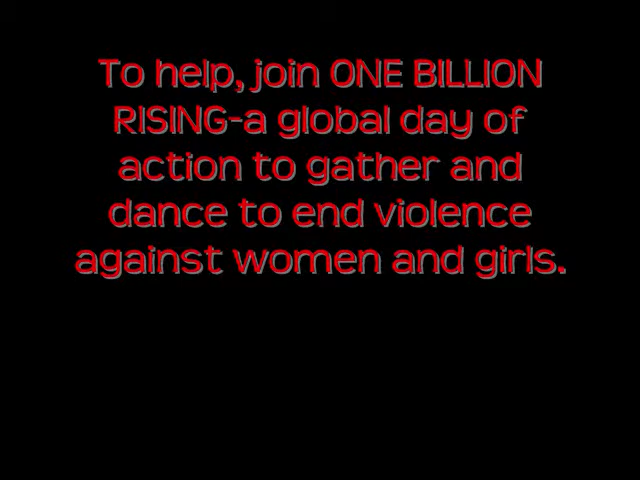 To help, join ONE BILLION
RISING-a global day of
action to gather and
dance to end violence
against women and girls.